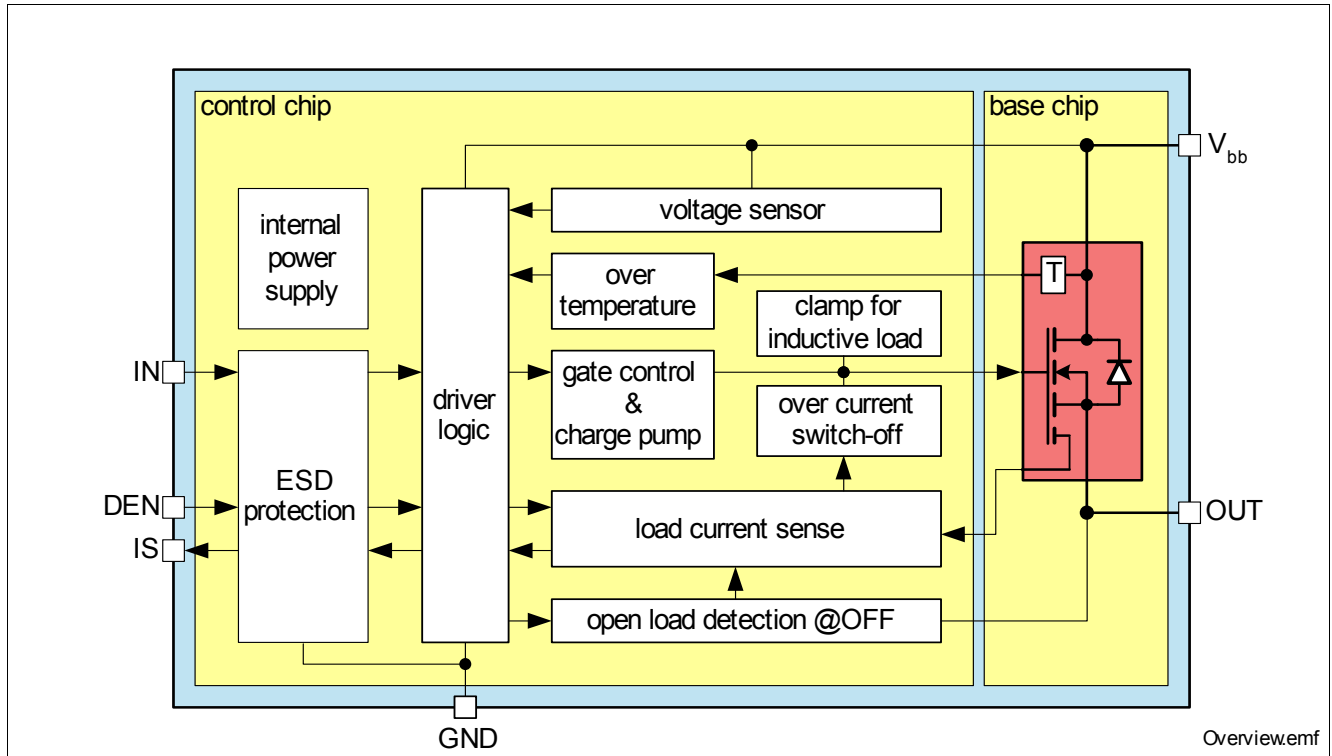 control chip
base chip
V bb
voltage sensor
internal
power
supply
over
temperature
T
clamp for
inductive load
IN
driver
logic
gate control
&
charge pump
over current
switch-off
ESD
protection
DEN
load current sense
OUT
IS
open load detection @OFF
GND
Overview.emf